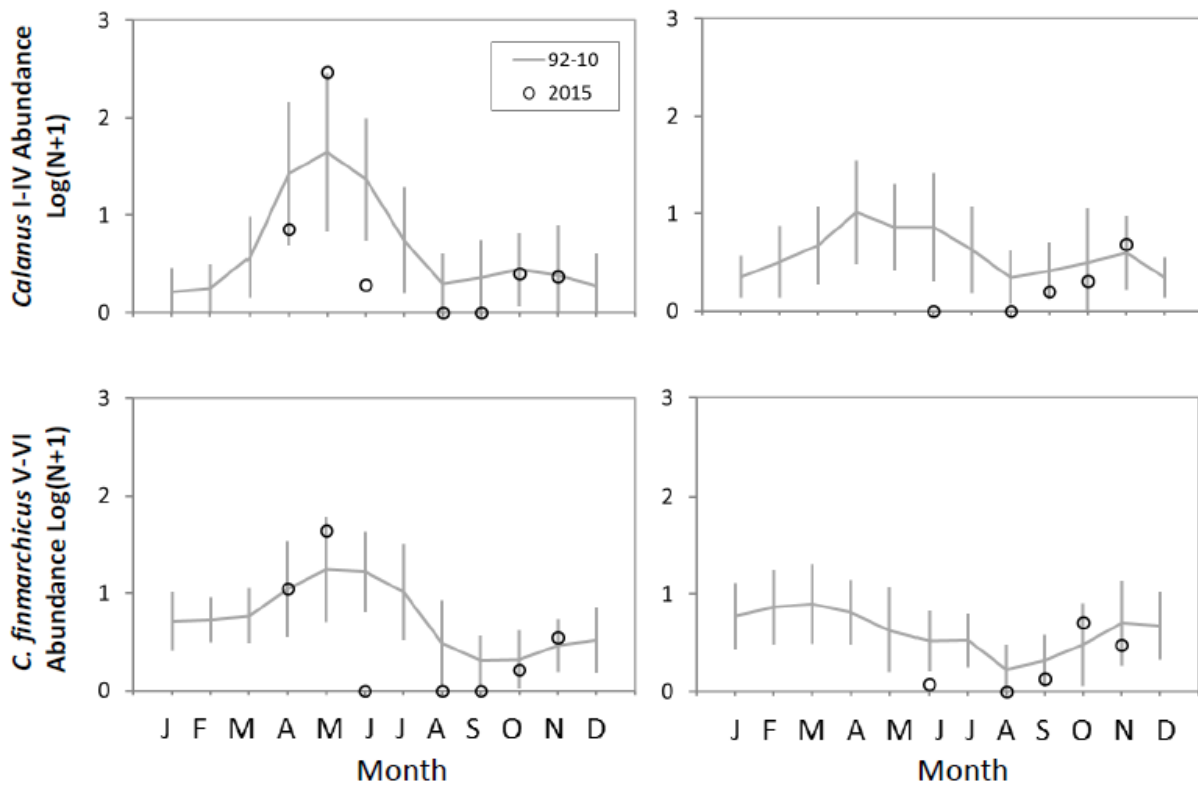 Calanus I-IV Abundance
Log(N+1)
3
2
1
0
92-10
2015
3
2
1
0
C. finmarchicus V-VI
Abundance Log(N+1)
3
2
1
0
J F M A M J J A S O N D
Month
3
2
1
0
J F M A M J J A S O N D
Month